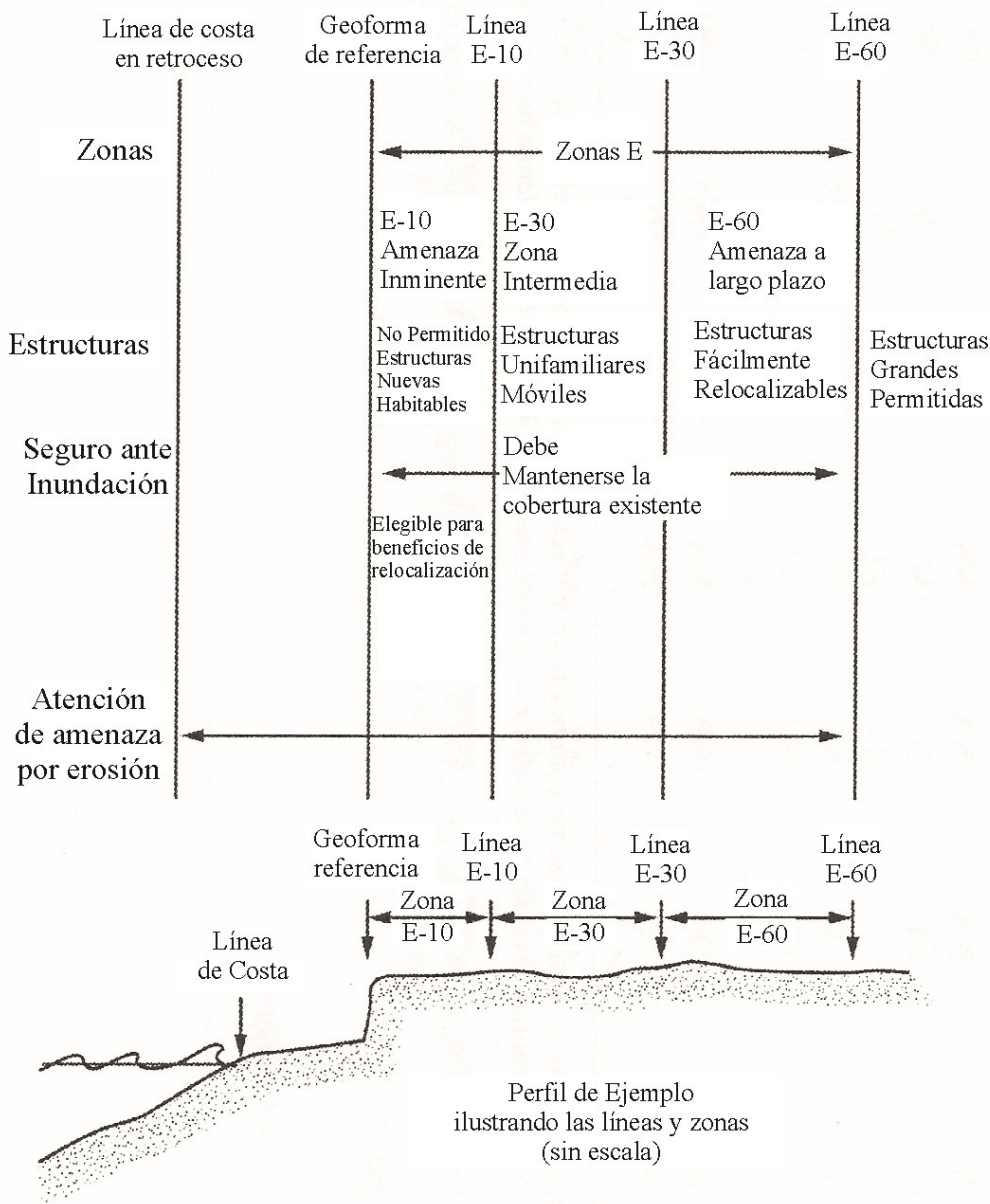 Línea de costa
en retroceso
Geoforma
de referencia
Línea
E-10
Línea
E-30
Línea
E-60
Zonas
Zonas E
E-10
Amenaza
Inminente
E-30
Zona
Intermedia
E-60
Amenaza a
largo plazo
Estructuras
No Permitido
Estructuras
Nuevas
Habitables
Estructuras
Unifamiliares
Móviles
Estructuras
Fácilmente
Relocalizables
Estructuras
Grandes
Permitidas
Seguro ante
Inundación
Debe
Mantenerse la
cobertura existente
Elegible para
beneficios de
relocalización
Atención
de amenaza
por erosión
Geoforma
referencia
Línea
E-10
Línea
E-30
Línea
E-60
Zona
E-10
Zona
E-30
Zona
E-60
Línea
de Costa
Perfil de Ejemplo
ilustrando las líneas y zonas
(sin escala)